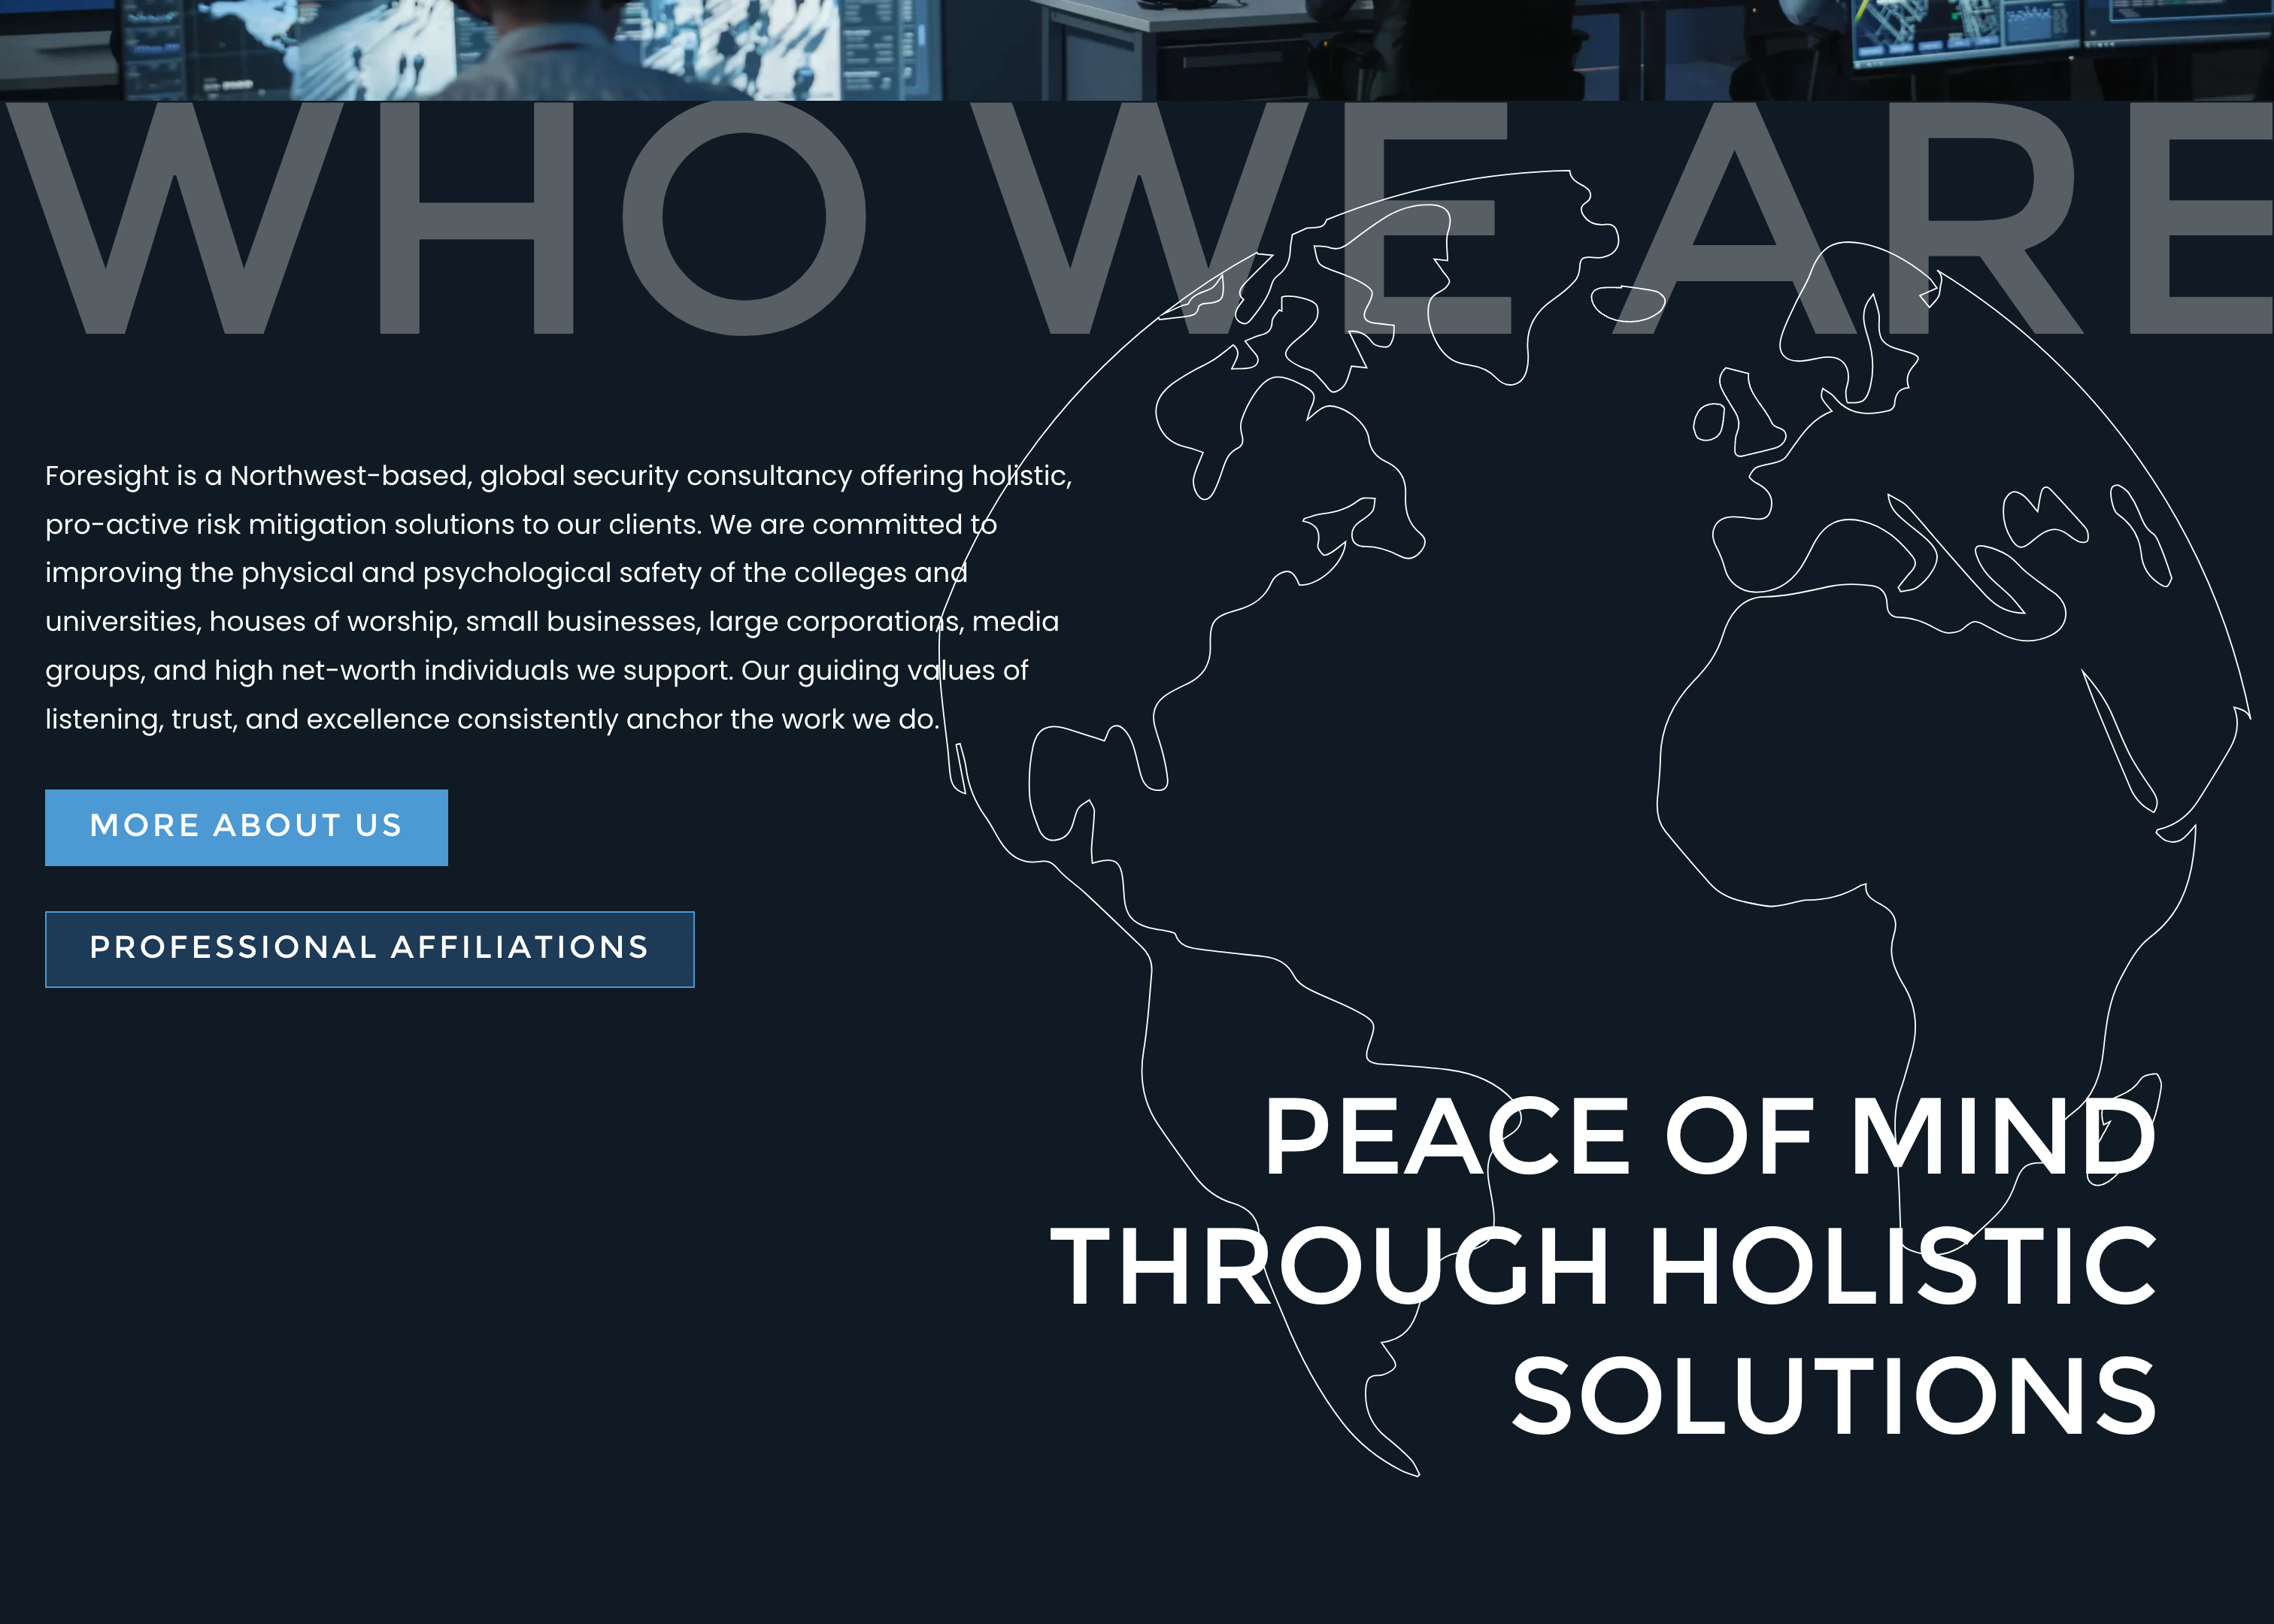 WHO WE ARE
Foresight is a Northwest-based, global security consultancy offering holistic,
pro-active risk mitigation solutions to our clients. We are committed to
improving the physical and psychological safety of the colleges and
universities, houses of worship, small businesses, large corporations, media
groups, and high net-worth individuals we support. Our guiding values of
listening, trust, and excellence consistently anchor the work we do.
MORE ABOUT US
PROFESSIONAL AFFILIATIONS
PEACE OF MIND
THROUGH HOLISTIC
SOLUTIONS